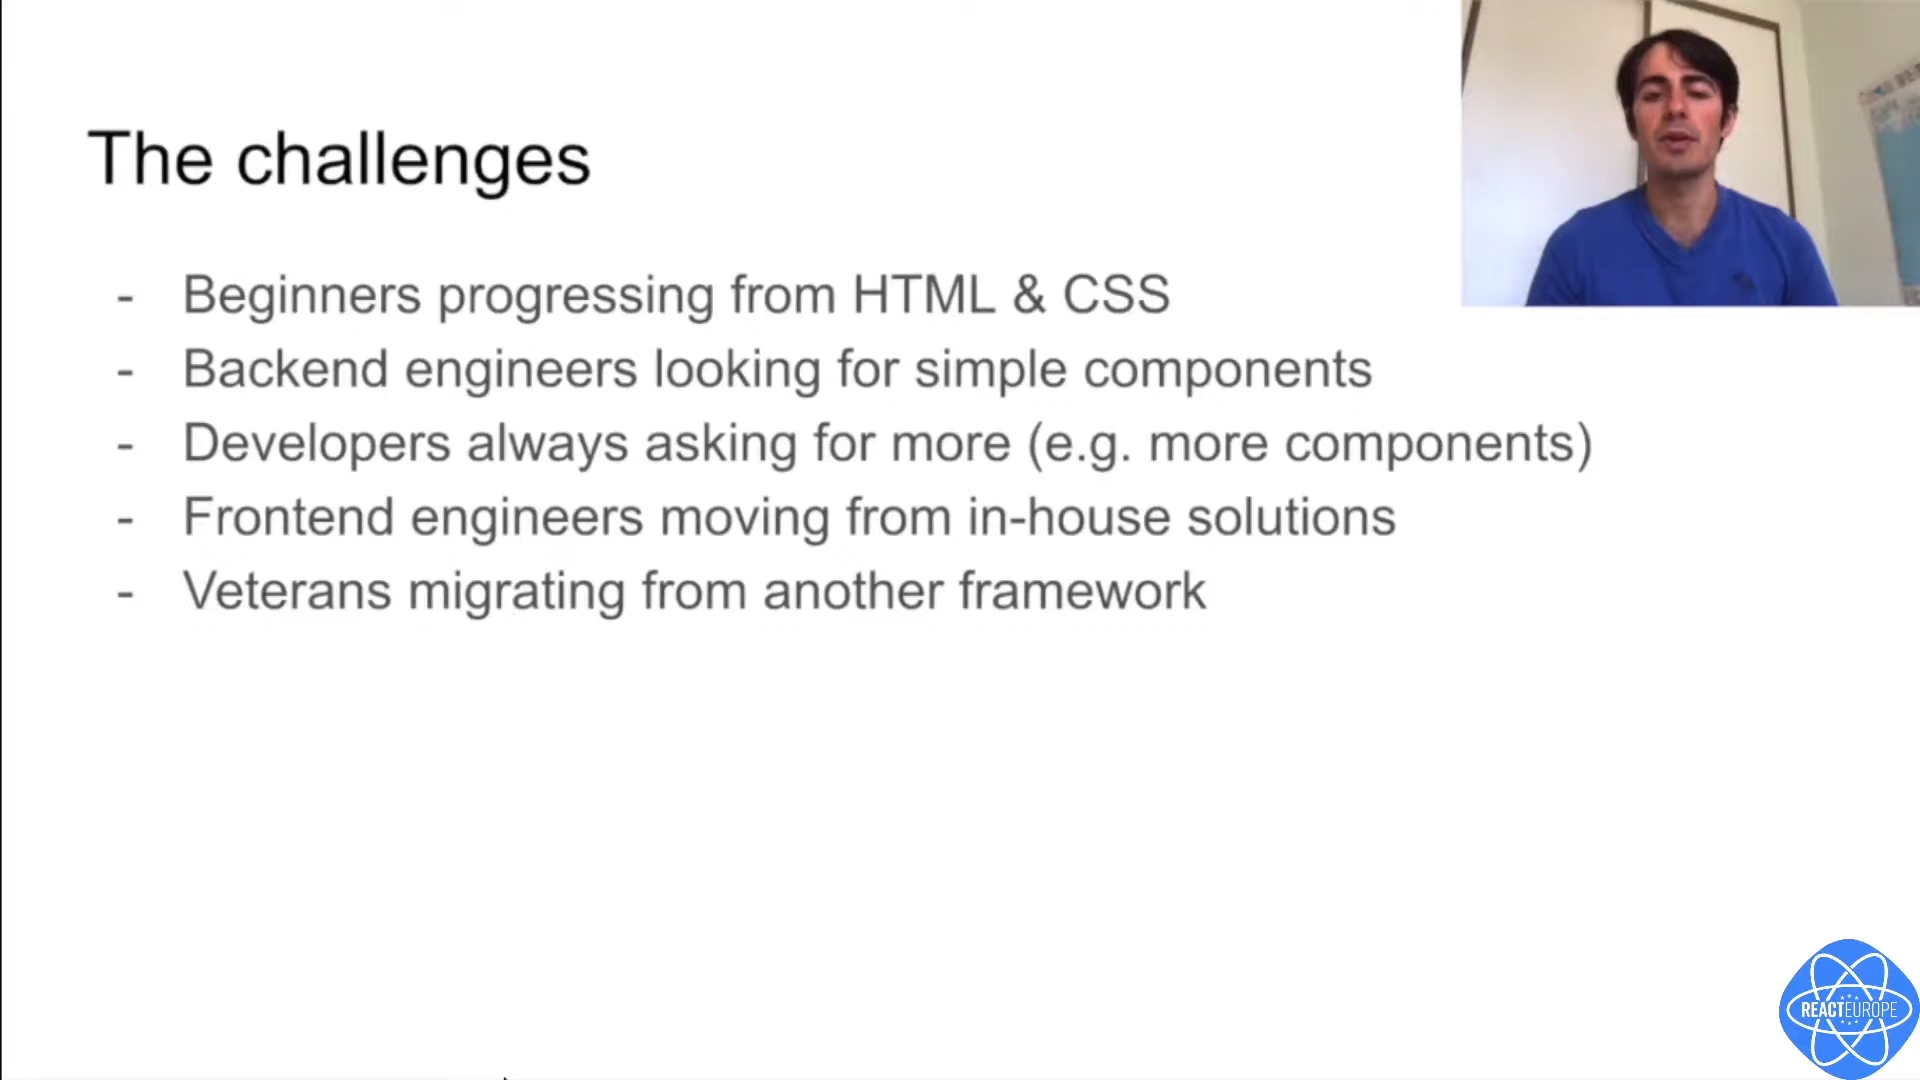 The challenges
- Beginners progressing from HTML & CSS
- Backend engineers looking for simple components
- Developers always asking for more (e.g. more components)
- Frontend engineers moving from in-house solutions
- Veterans migrating from another framework
REACTEUROPE